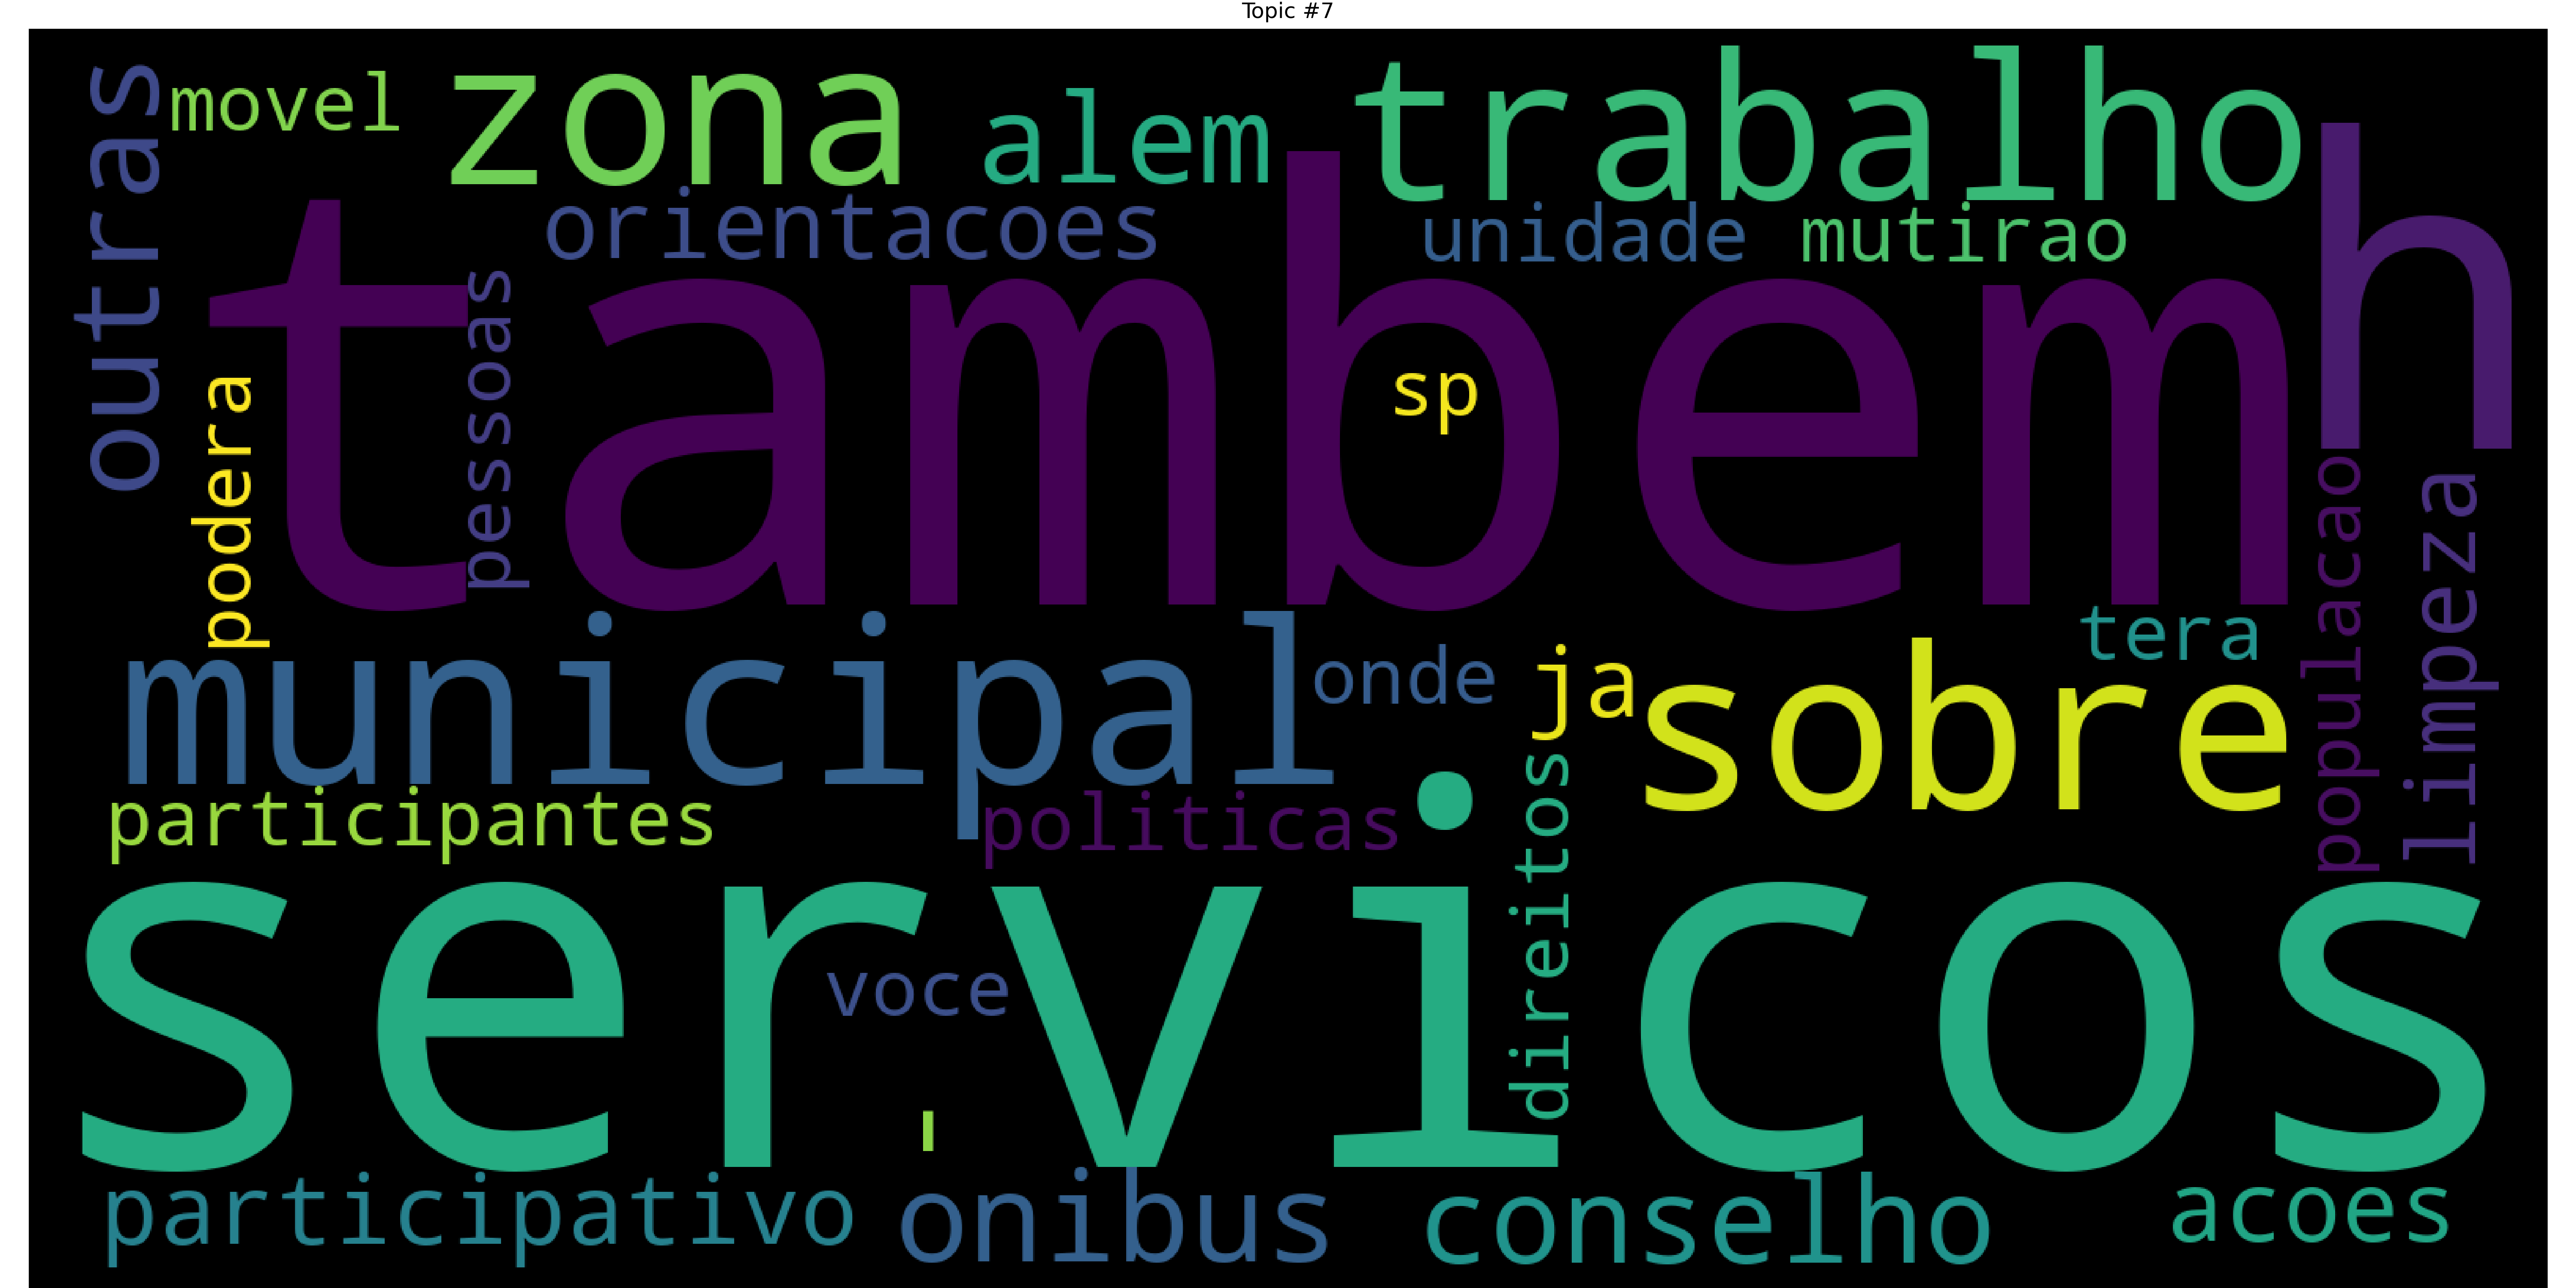 Topic #7
outras
movel
zona
alem
trabalho
h
orientacoes
unidade
mutirao
tambem
pessoas
podera
sp
populacao
limpeza
municipal
onde
ja
sobre
tera
participantes
politicas
direitos
servicos
voce
'
participativo
onibus
conselho
acoes